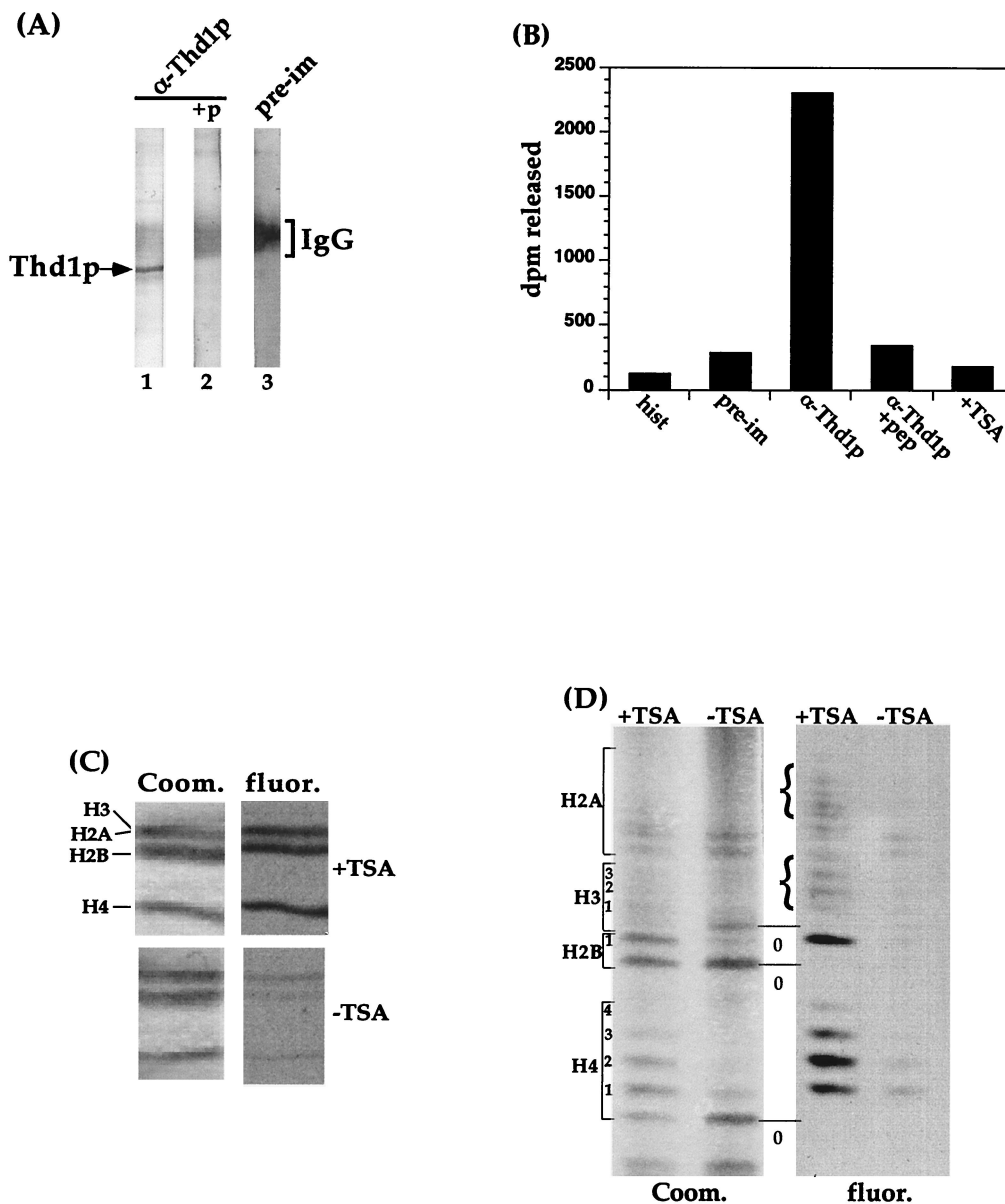 (A)
α-Thd1p
+p
pre-im
Thd1p
IgG
1 2 3
(B)
dpm released
2500
2000
1500
1000
500
0
hist
pre-im
α-Thd1p
α-Thd1p
+pep
+TSA
(C)
Coom. fluor.
H3
H2A
H2B
H4
+TSA
-TSA
(D)
+TSA -TSA +TSA -TSA
H2A
H3
3
2
1
0
H2B
1
0
H4
4
3
2
1
0
Coom. fluor.